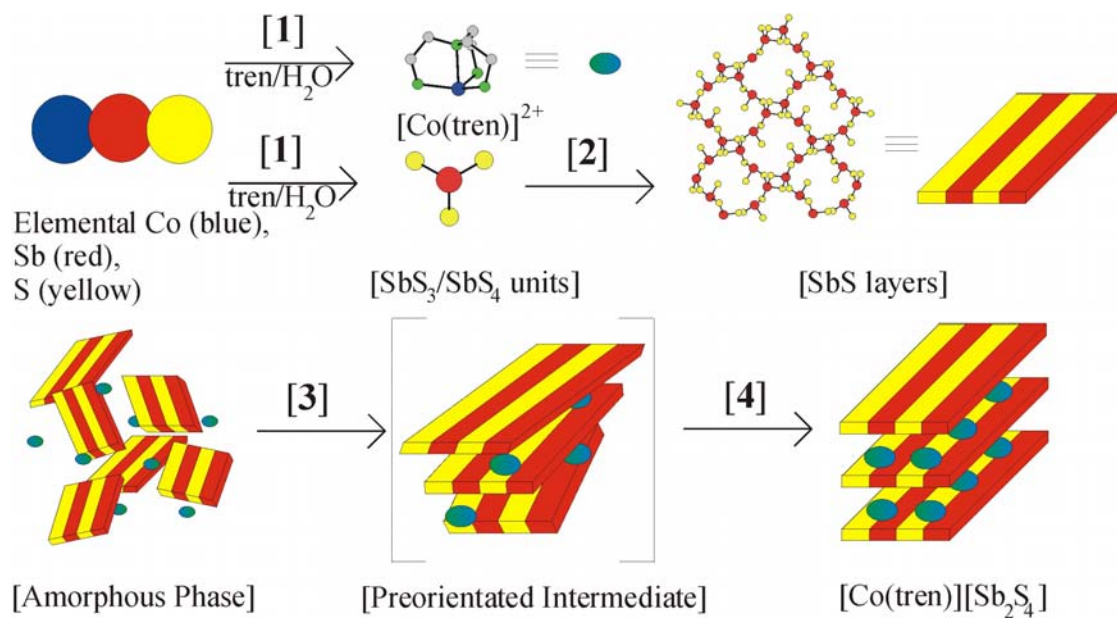 [1]
tren/H₂O
[Co(tren)]²⁺
[1]
tren/H₂O
[2]
Elemental Co (blue),
Sb (red),
S (yellow)
[SbS₃/SbS₄ units]
[SbS layers]
[3]
[4]
[Amorphous Phase]
[Preorientated Intermediate]
[Co(tren)][Sb₂S₄]